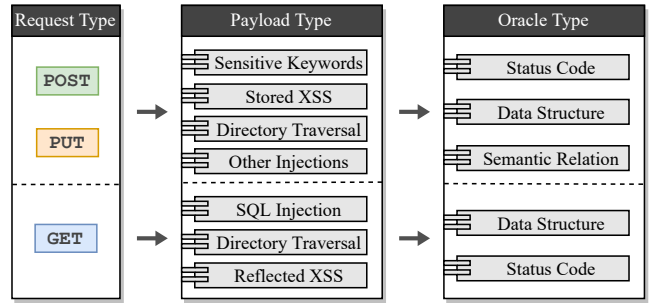 Request Type
POST
PUT
GET
Payload Type
Sensitive Keywords
Stored XSS
Directory Traversal
Other Injections
SQL Injection
Directory Traversal
Reflected XSS
Oracle Type
Status Code
Data Structure
Semantic Relation
Data Structure
Status Code